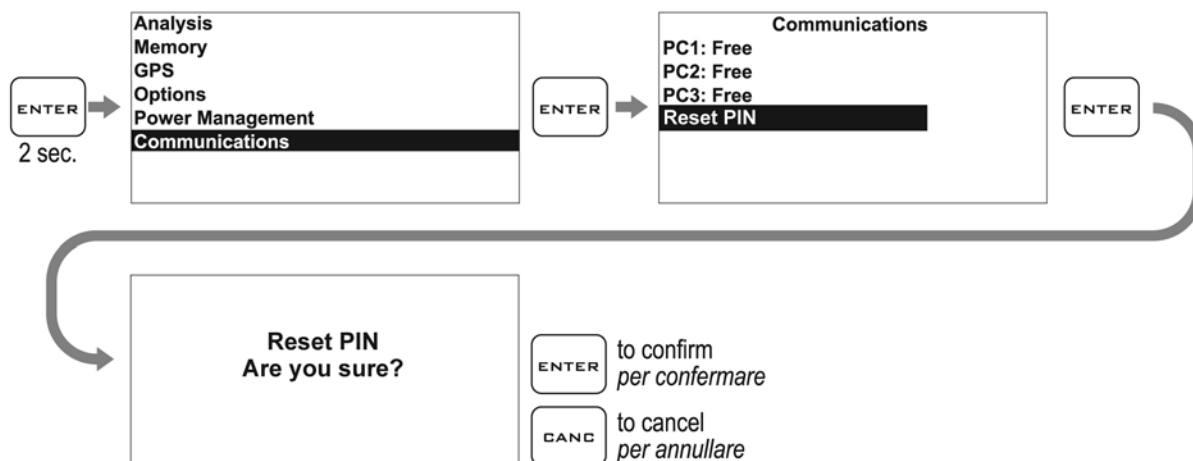 ENTER
2 sec.
Analysis
Memory
GPS
Options
Power Management
Communications
ENTER
Communications
PC1: Free
PC2: Free
PC3: Free
Reset PIN
ENTER
Reset PIN
Are you sure?
ENTER
to confirm
per confermare
CANC
to cancel
per annullare